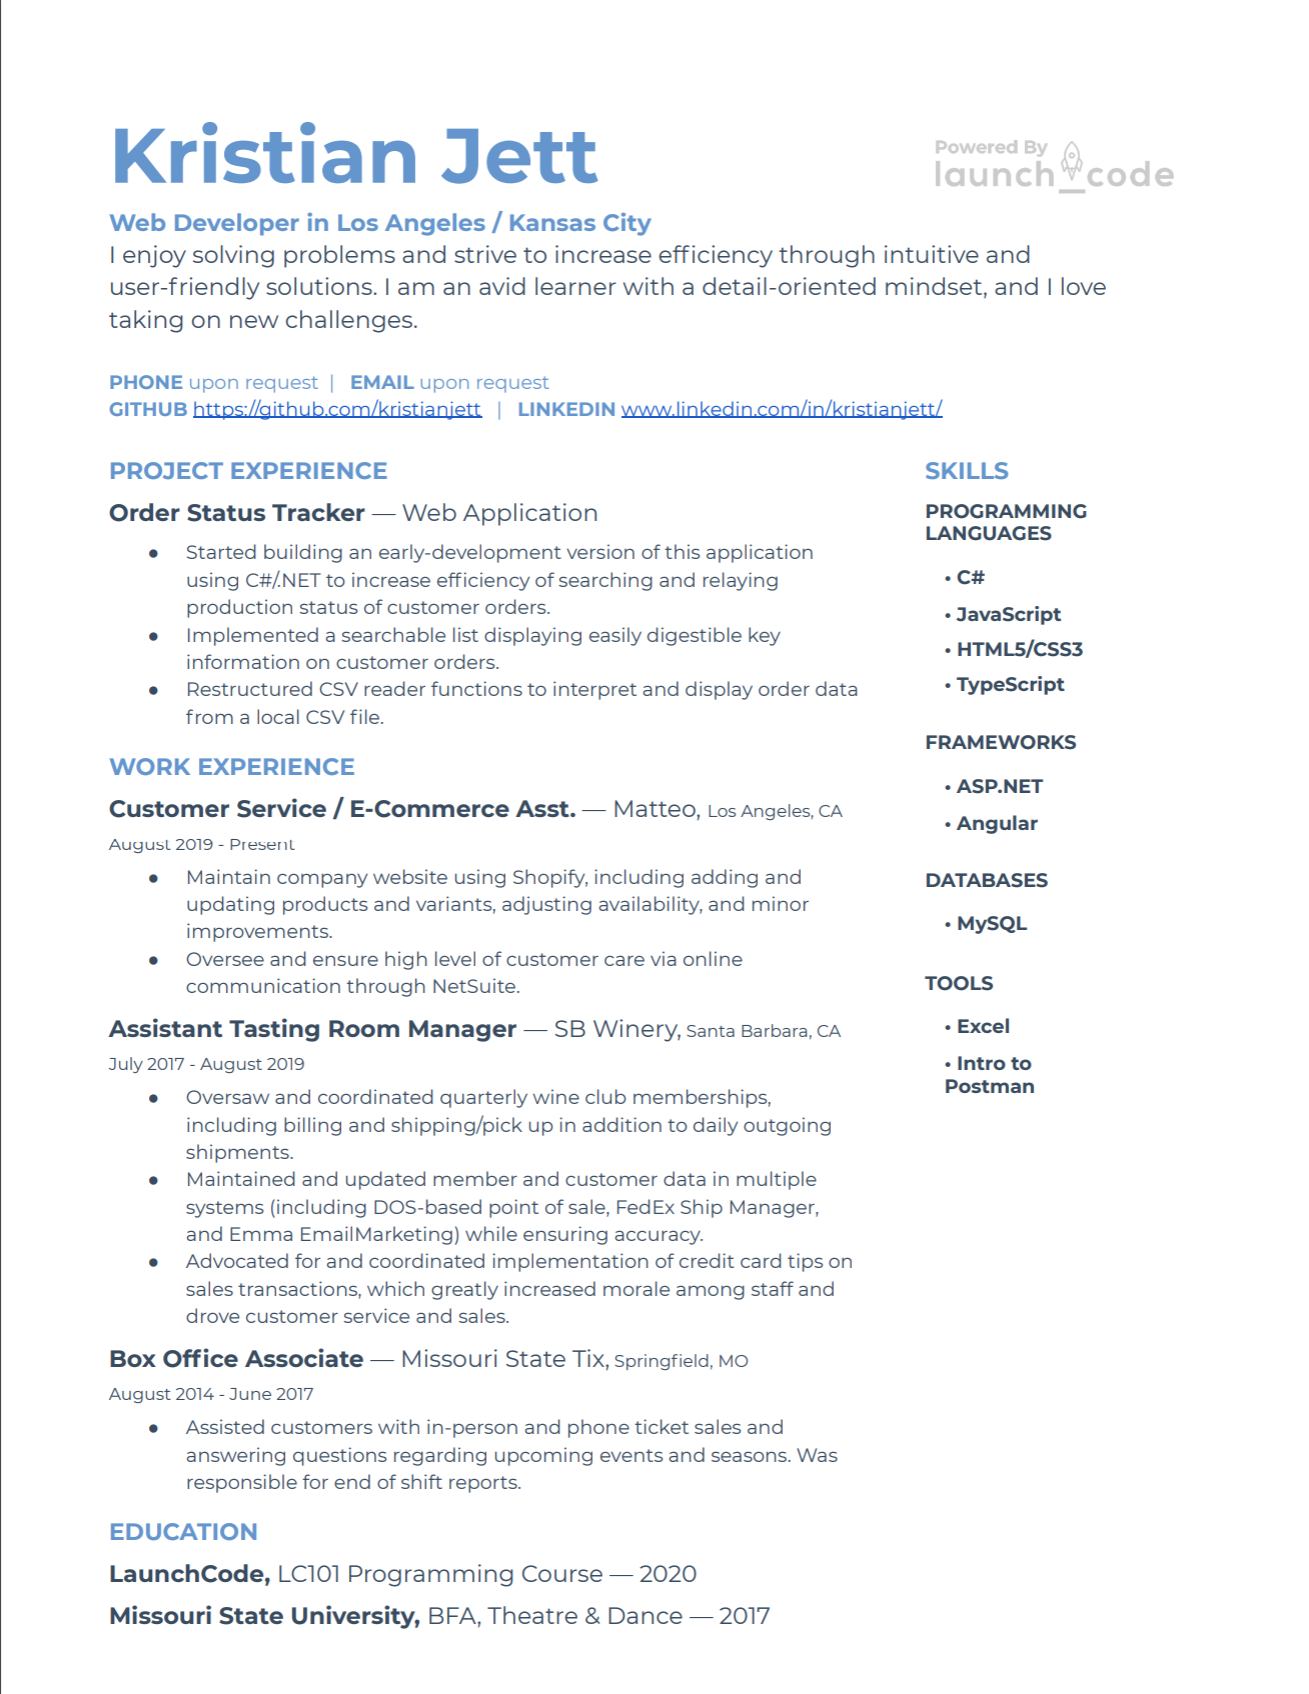 Kristian Jett
Powered By
launch_code
Web Developer in Los Angeles / Kansas City
I enjoy solving problems and strive to increase efficiency through intuitive and
user-friendly solutions. I am an avid learner with a detail-oriented mindset, and I love
taking on new challenges.
PHONE upon request | EMAIL upon request
GITHUB https://github.com/kristianjett | LINKEDIN www.linkedin.com/in/kristianjett/
PROJECT EXPERIENCE
Order Status Tracker — Web Application
● Started building an early-development version of this application
using C#/.NET to increase efficiency of searching and relaying
production status of customer orders.
● Implemented a searchable list displaying easily digestible key
information on customer orders.
● Restructured CSV reader functions to interpret and display order data
from a local CSV file.
WORK EXPERIENCE
Customer Service / E-Commerce Asst. — Matteo, Los Angeles, CA
August 2019 - Present
● Maintain company website using Shopify, including adding and
updating products and variants, adjusting availability, and minor
improvements.
● Oversee and ensure high level of customer care via online
communication through NetSuite.
Assistant Tasting Room Manager — SB Winery, Santa Barbara, CA
July 2017 - August 2019
● Oversaw and coordinated quarterly wine club memberships,
including billing and shipping/pick up in addition to daily outgoing
shipments.
● Maintained and updated member and customer data in multiple
systems (including DOS-based point of sale, FedEx Ship Manager,
and Emma EmailMarketing) while ensuring accuracy.
● Advocated for and coordinated implementation of credit card tips on
sales transactions, which greatly increased morale among staff and
drove customer service and sales.
Box Office Associate — Missouri State Tix, Springfield, MO
August 2014 - June 2017
● Assisted customers with in-person and phone ticket sales and
answering questions regarding upcoming events and seasons. Was
responsible for end of shift reports.
EDUCATION
LaunchCode, LC101 Programming Course — 2020
Missouri State University, BFA, Theatre & Dance — 2017
SKILLS
PROGRAMMING
LANGUAGES
• C#
• JavaScript
• HTML5/CSS3
• TypeScript
FRAMEWORKS
• ASP.NET
• Angular
DATABASES
• MySQL
TOOLS
• Excel
• Intro to
Postman